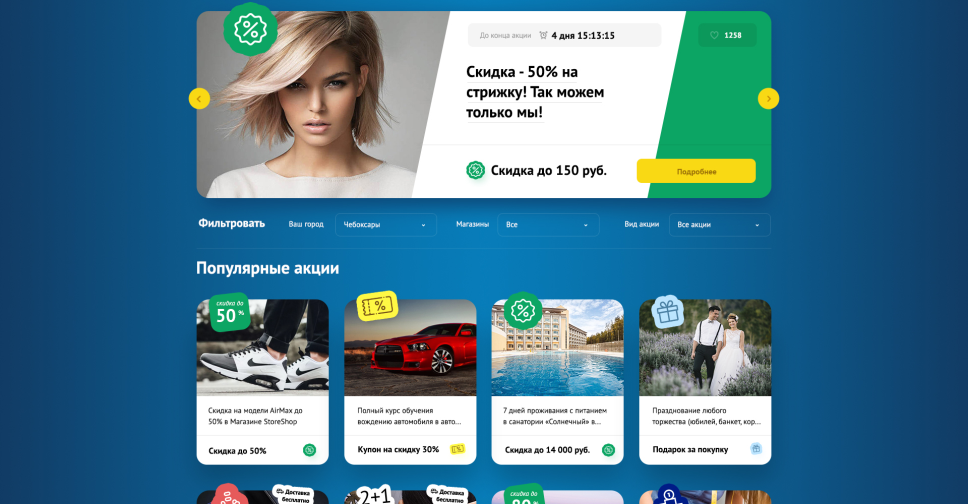 До конца акции 4 дня 15:13:15
1258
Скидка - 50% на
стрижку! Так можем
только мы!
Скидка до 150 руб.
Подробнее
Фильтровать
Ваш город
Чебоксары
Магазины
Все
Вид акции
Все акции
Популярные акции
скидка до
50 %
Скидка на модели AirMax до
50% в Магазине StoreShop
Скидка до 50%
%
Полный курс обучения
вождению автомобиля в авто...
Купон на скидку 30%
7 дней проживания с питанием
в санатории «Солнечный» в...
Скидка до 14 000 руб.
Празднование любого
торжества (юбилей, банкет, кор...
Подарок за покупку
Доставка
бесплатно
2+1
Доставка
бесплатно
скидка до